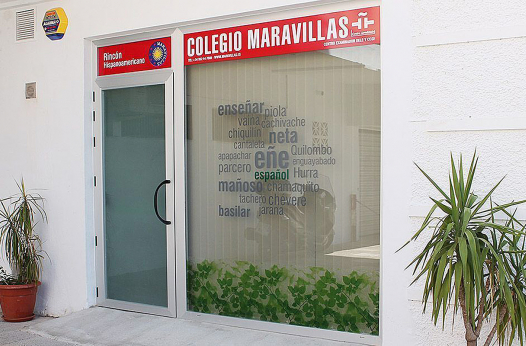 Rincón
Hispanoamericano
COLEGIO MARAVILLAS
enseñar piola
vaina cachivache
chiquilín neta
cantaleta
apapachar eñe Quilombo
parcero español enguayabado
Hurra
mañoso chamaquito
tachero chévere
basilar jarana